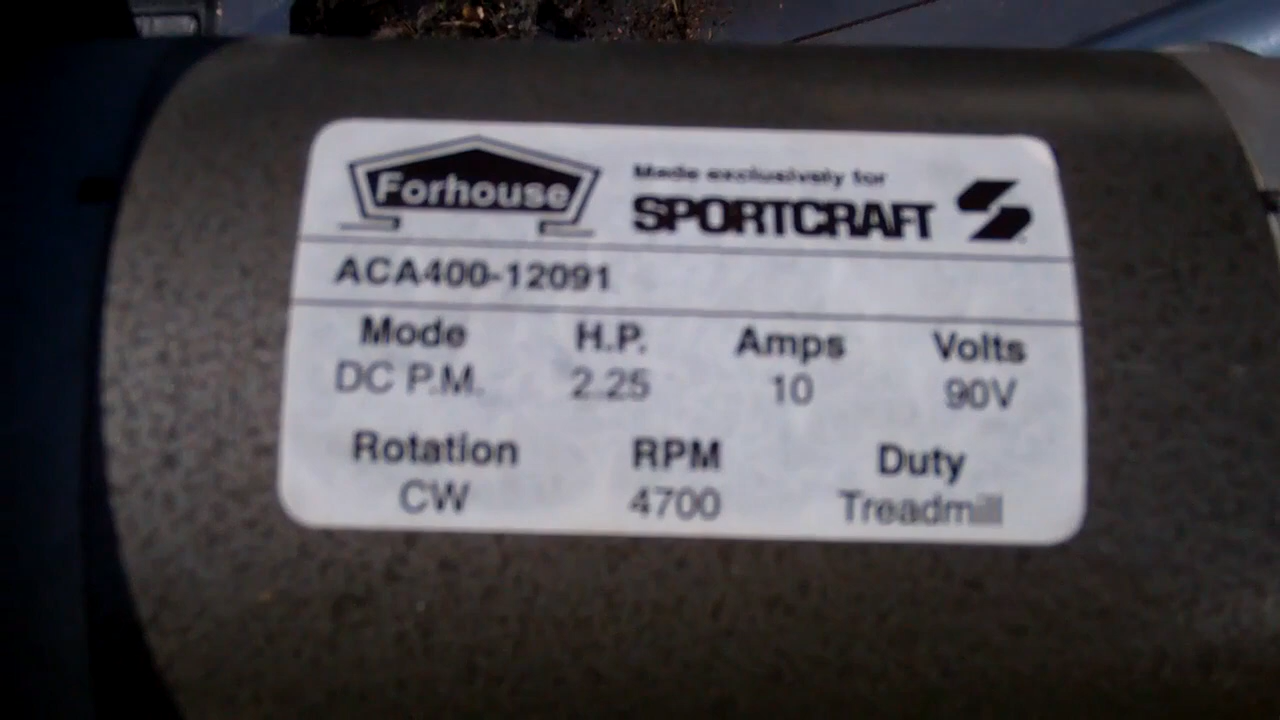 Forhouse
Made exclusively for
SPORTCRAFT
ACA400-12091
Mode H.P. Amps Volts
DC P.M. 2.25 10 90V
Rotation RPM Duty
CW 4700 Treadmill